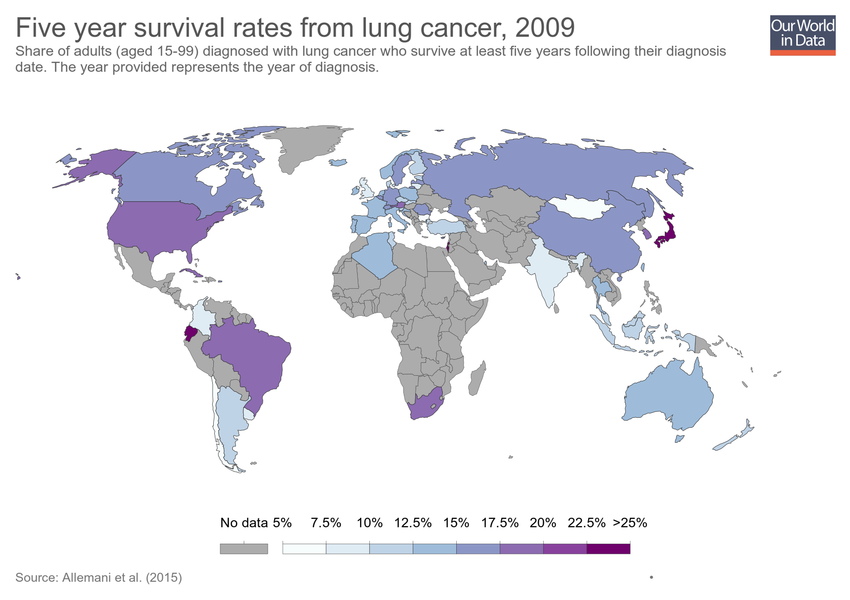 Five year survival rates from lung cancer, 2009
Our World
in Data
Share of adults (aged 15-99) diagnosed with lung cancer who survive at least five years following their diagnosis
date. The year provided represents the year of diagnosis.
No data 5% 7.5% 10% 12.5% 15% 17.5% 20% 22.5% >25%
Source: Allemani et al. (2015)